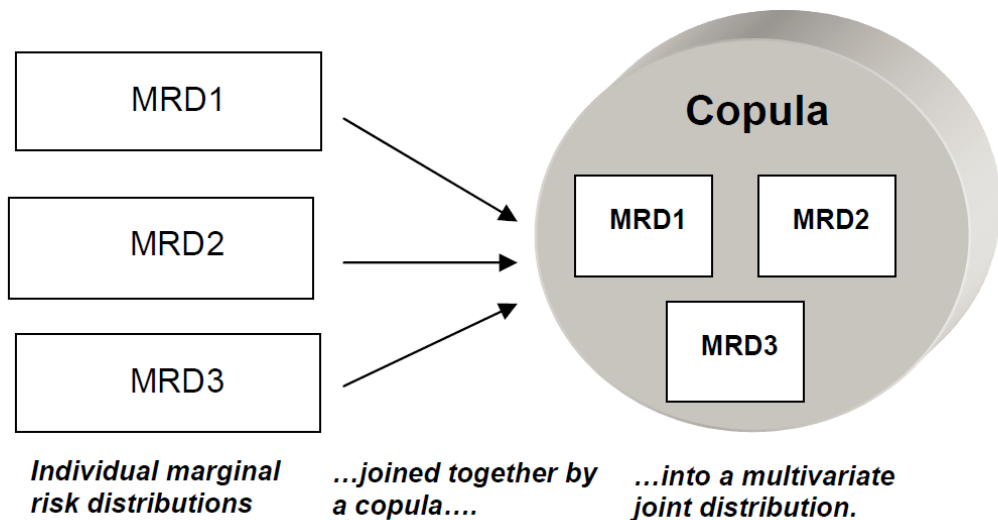 MRD1
MRD2
MRD3
Copula
MRD1
MRD2
MRD3
Individual marginal
risk distributions
…joined together by
a copula….
…into a multivariate
joint distribution.